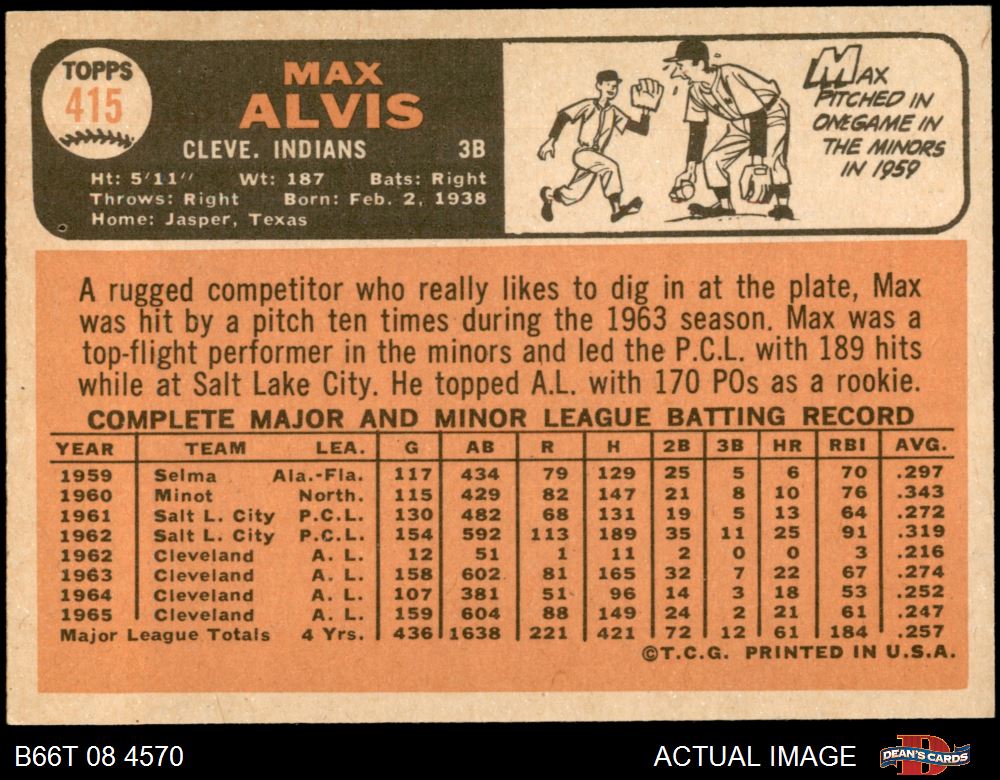 TOPPS
415
MAX
ALVIS
CLEVE. INDIANS 3B
Ht: 5'11" Wt: 187 Bats: Right
Throws: Right Born: Feb. 2, 1938
Home: Jasper, Texas
MAX
PITCHED IN
ONE GAME IN
THE MINORS
IN 1959
A rugged competitor who really likes to dig in at the plate, Max
was hit by a pitch ten times during the 1963 season. Max was a
top-flight performer in the minors and led the P.C.L. with 189 hits
while at Salt Lake City. He topped A.L. with 170 POs as a rookie.
COMPLETE MAJOR AND MINOR LEAGUE BATTING RECORD
YEAR TEAM LEA. G AB R H 2B 3B HR RBI AVG.
1959 Selma Ala.-Fla. 117 434 79 129 25 5 6 70 .297
1960 Minot North. 115 429 82 147 21 8 10 76 .343
1961 Salt L. City P.C.L. 130 482 68 131 19 5 13 64 .272
1962 Salt L. City P.C.L. 154 592 113 189 35 11 25 91 .319
1962 Cleveland A. L. 12 51 1 11 2 0 0 3 .216
1963 Cleveland A. L. 158 602 81 165 32 7 22 67 .274
1964 Cleveland A. L. 107 381 51 96 14 3 18 53 .252
1965 Cleveland A. L. 159 604 88 149 24 2 21 61 .247
Major League Totals 4 Yrs. 436 1638 221 421 72 12 61 184 .257
©T.C.G. PRINTED IN U.S.A.
B66T 08 4570 ACTUAL IMAGE DEAN'S CARDS